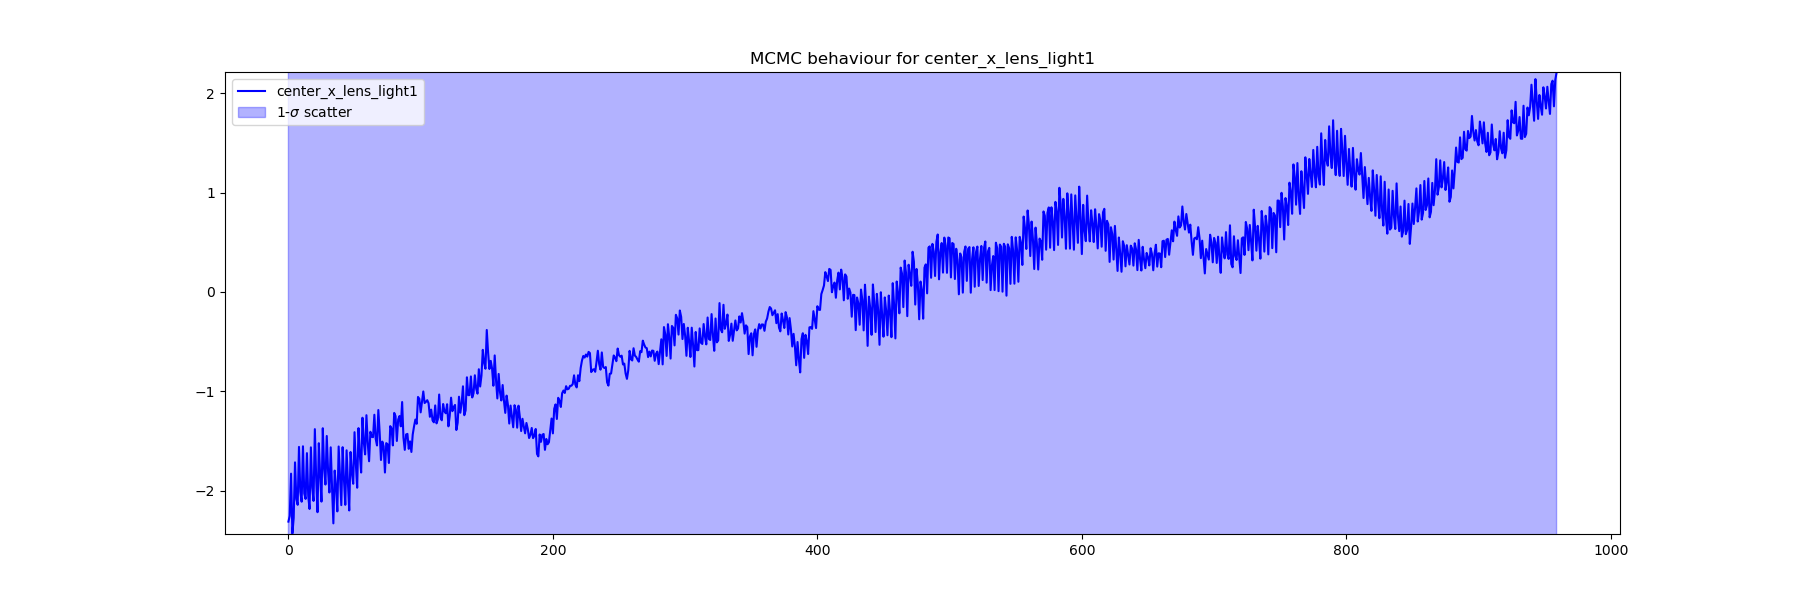 MCMC behaviour for center_x_lens_light1
center_x_lens_light1
1-σ scatter
2
1
0
−1
−2
0 200 400 600 800 1000